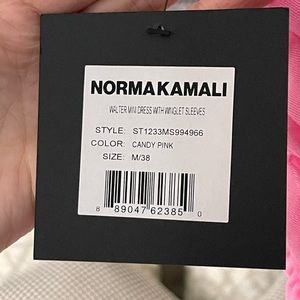 NORMAKAMALI
WALTER MINI DRESS WITH WINGLET SLEEVES
STYLE: ST1233MS994966
COLOR: CANDY PINK
SIZE: M/38
8 89047 62385 0